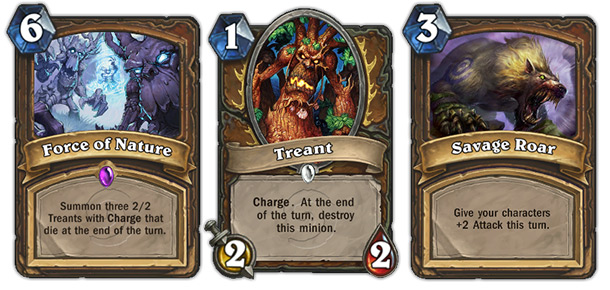 6
Force of Nature
Summon three 2/2
Treants with Charge that
die at the end of the turn.
1
Treant
Charge. At the end
of the turn, destroy
this minion.
2
2
3
Savage Roar
Give your characters
+2 Attack this turn.